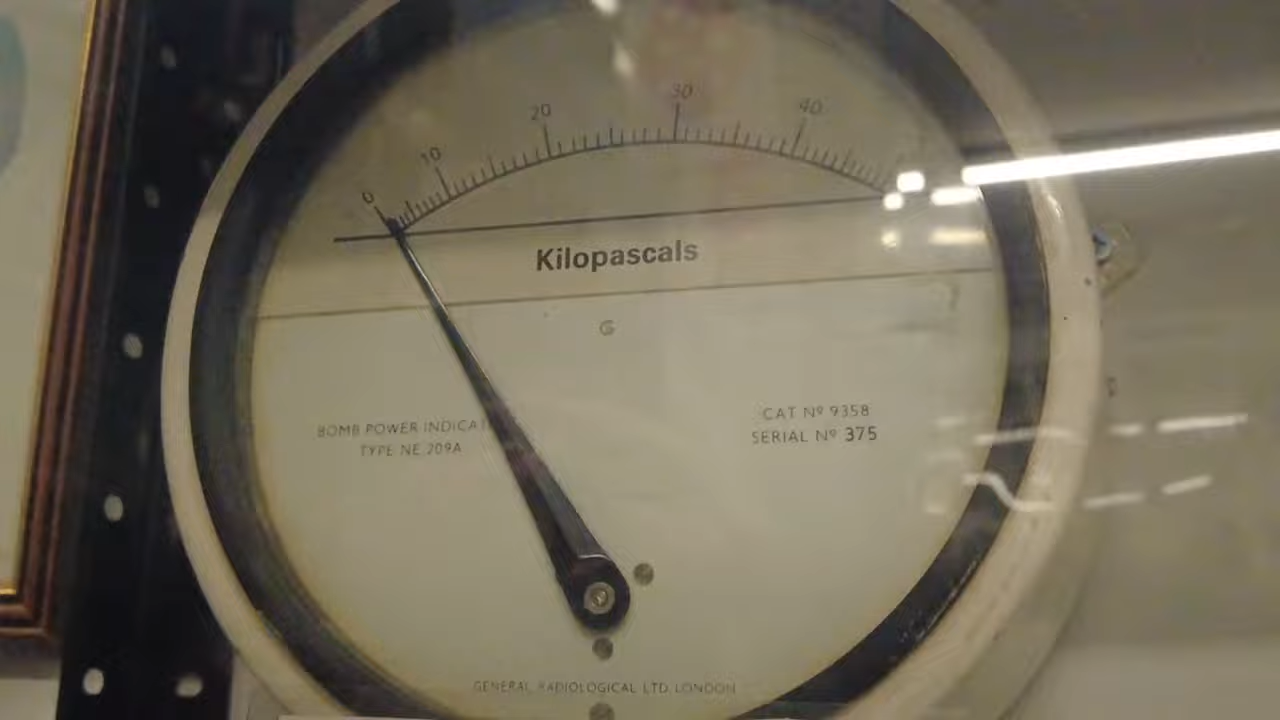 0 10 20 30 40
Kilopascals
G
BOMB POWER INDICAT
TYPE NE 209A
CAT Nº 9358
SERIAL Nº 375
GENERAL RADIOLOGICAL LTD. LONDON